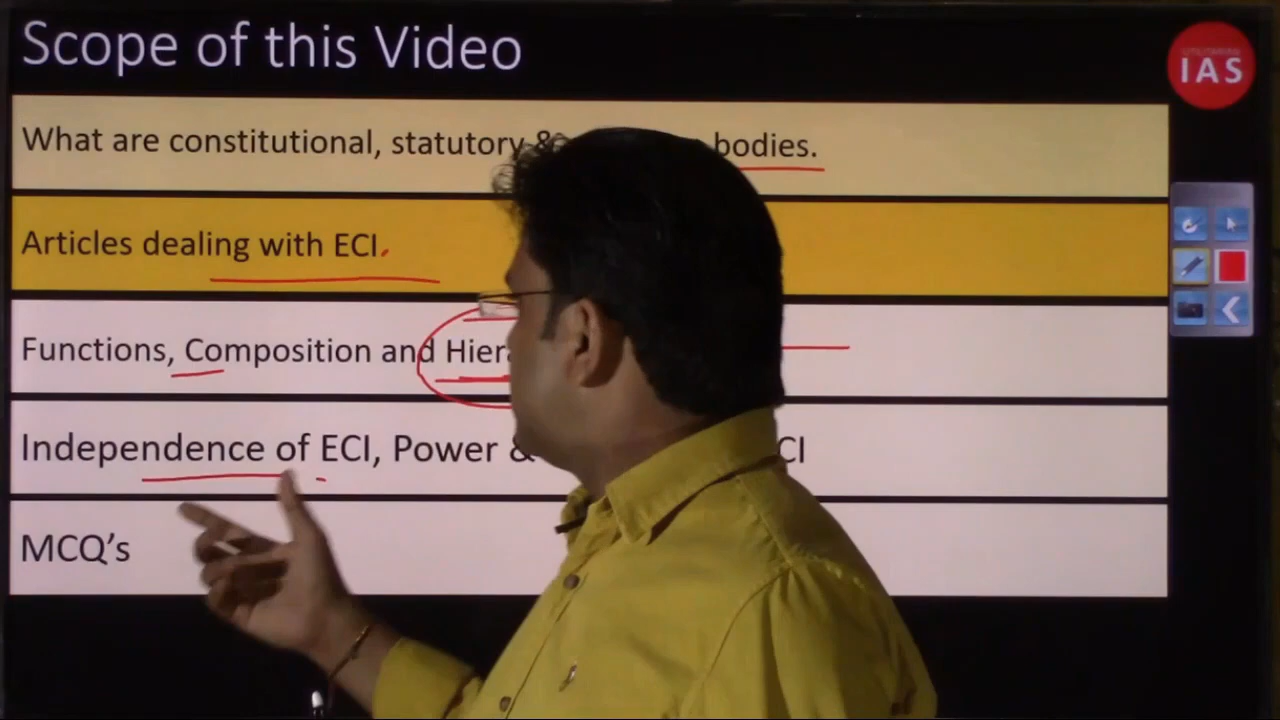 Scope of this Video
UTILITARIAN
IAS
What are constitutional, statutory & bodies.
Articles dealing with ECI.
Functions, Composition and
Independence of ECI, Power &
MCQ's